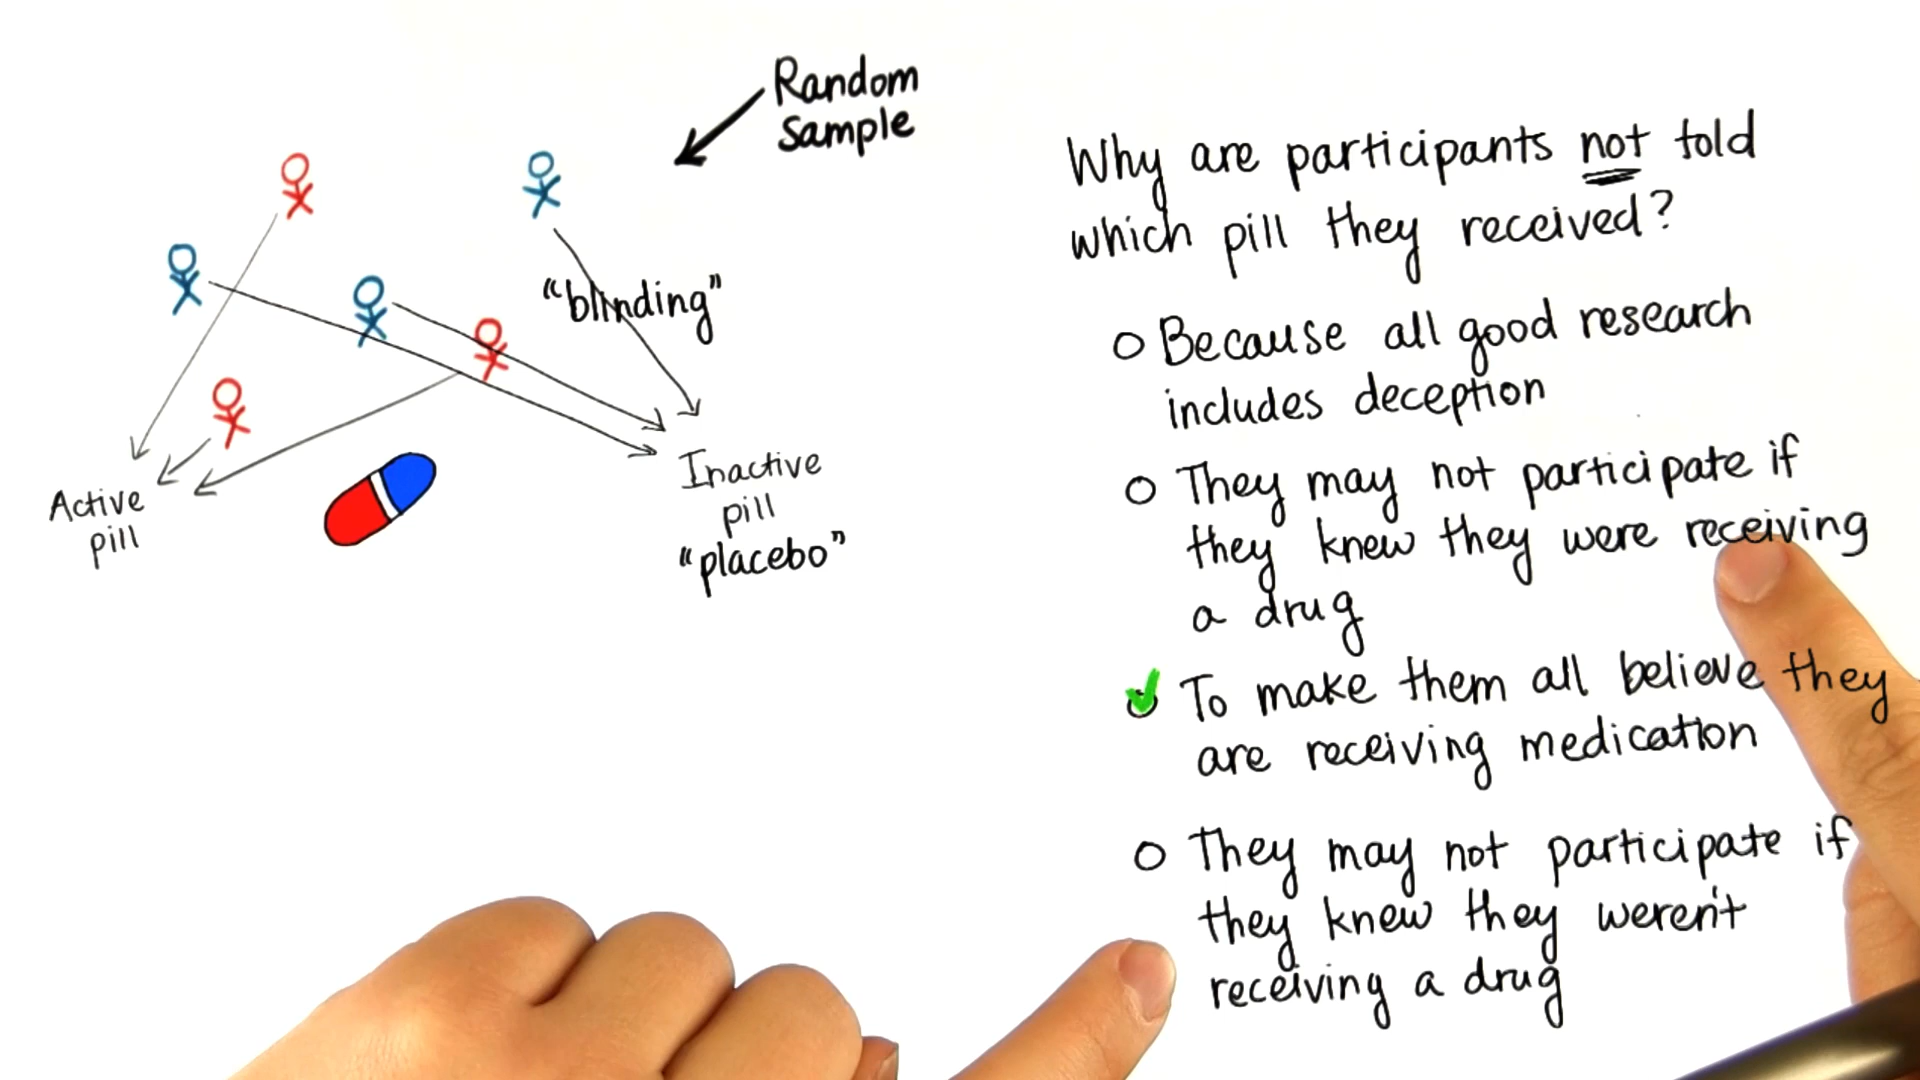 Random
Sample
"blinding"
Active
pill
Inactive
pill
"placebo"
Why are participants not told
which pill they received?
Because all good research
includes deception
They may not participate if
they knew they were receiving
a drug
To make them all believe they
are receiving medication
They may not participate if
they knew they weren't
receiving a drug